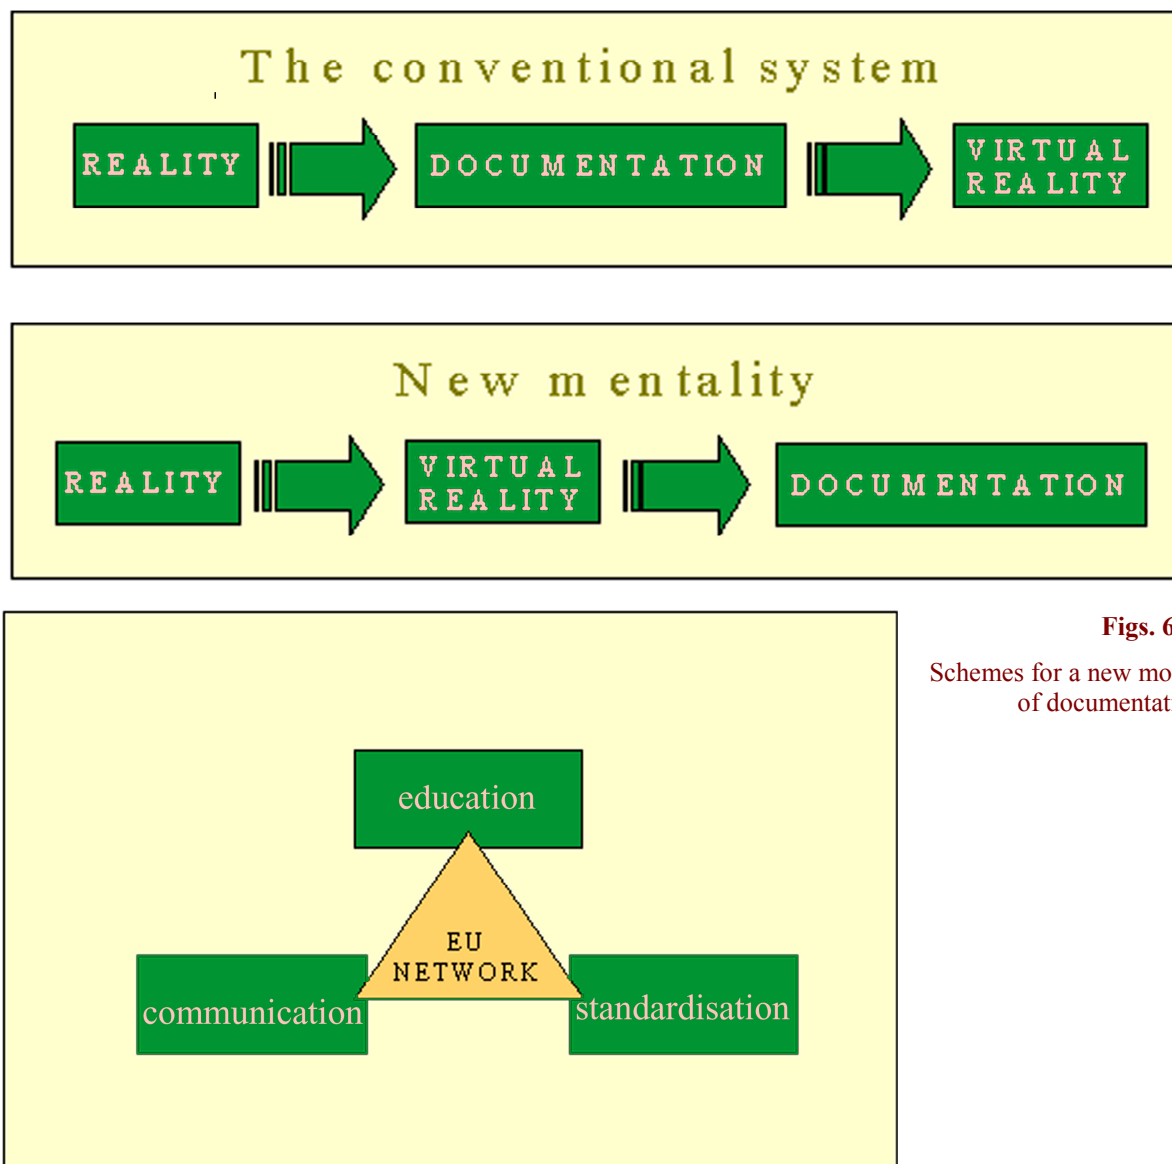 The conventional system
REALITY
DOCUMENTATION
VIRTUAL
REALITY
New mentality
REALITY
VIRTUAL
REALITY
DOCUMENTATION
Figs. 6
Schemes for a new
of
education
EU
NETWORK
communication
standardisation